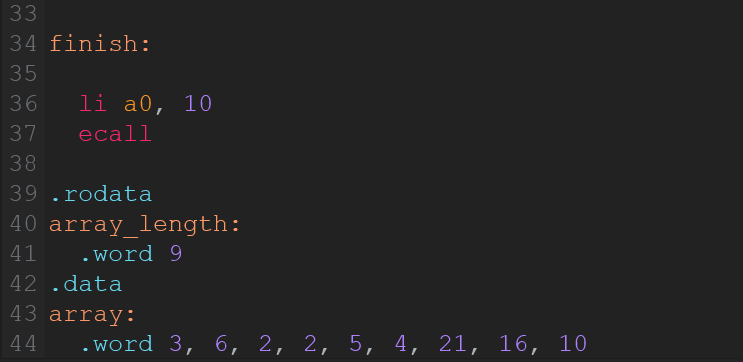 33
34 finish:
35
36 li a0, 10
37 ecall
38
39 .rodata
40 array_length:
41 .word 9
42 .data
43 array:
44 .word 3, 6, 2, 2, 5, 4, 21, 16, 10